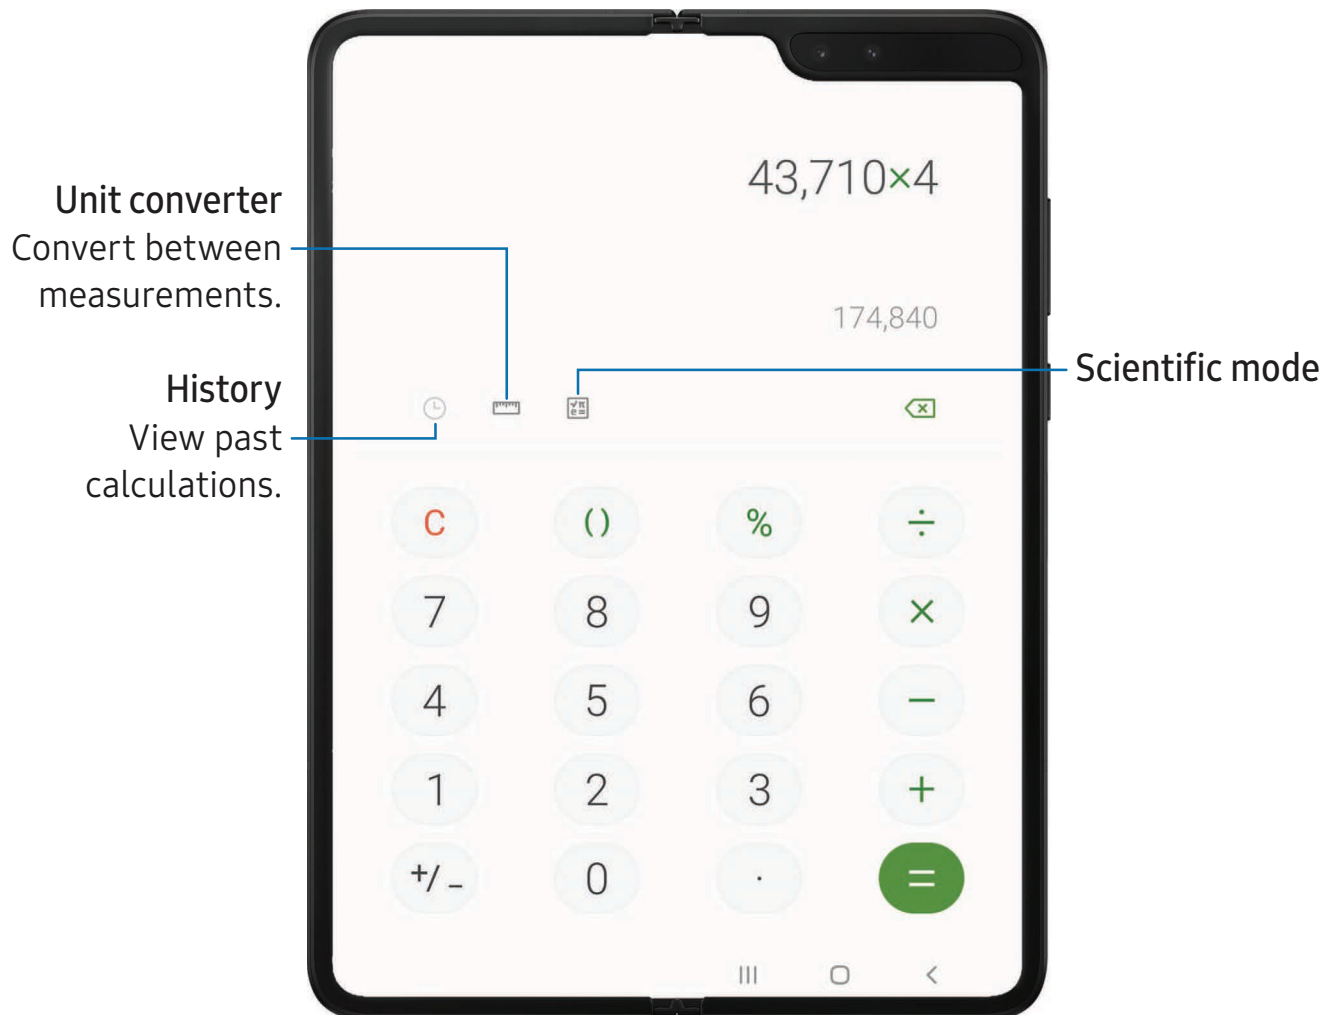 43,710×4
Unit converter
Convert between
measurements.
174,840
Scientific mode
History
View past
calculations.
√π
e=
C
()
%
÷
7
8
9
×
4
5
6
−
1
2
3
+
+/−
0
.
=